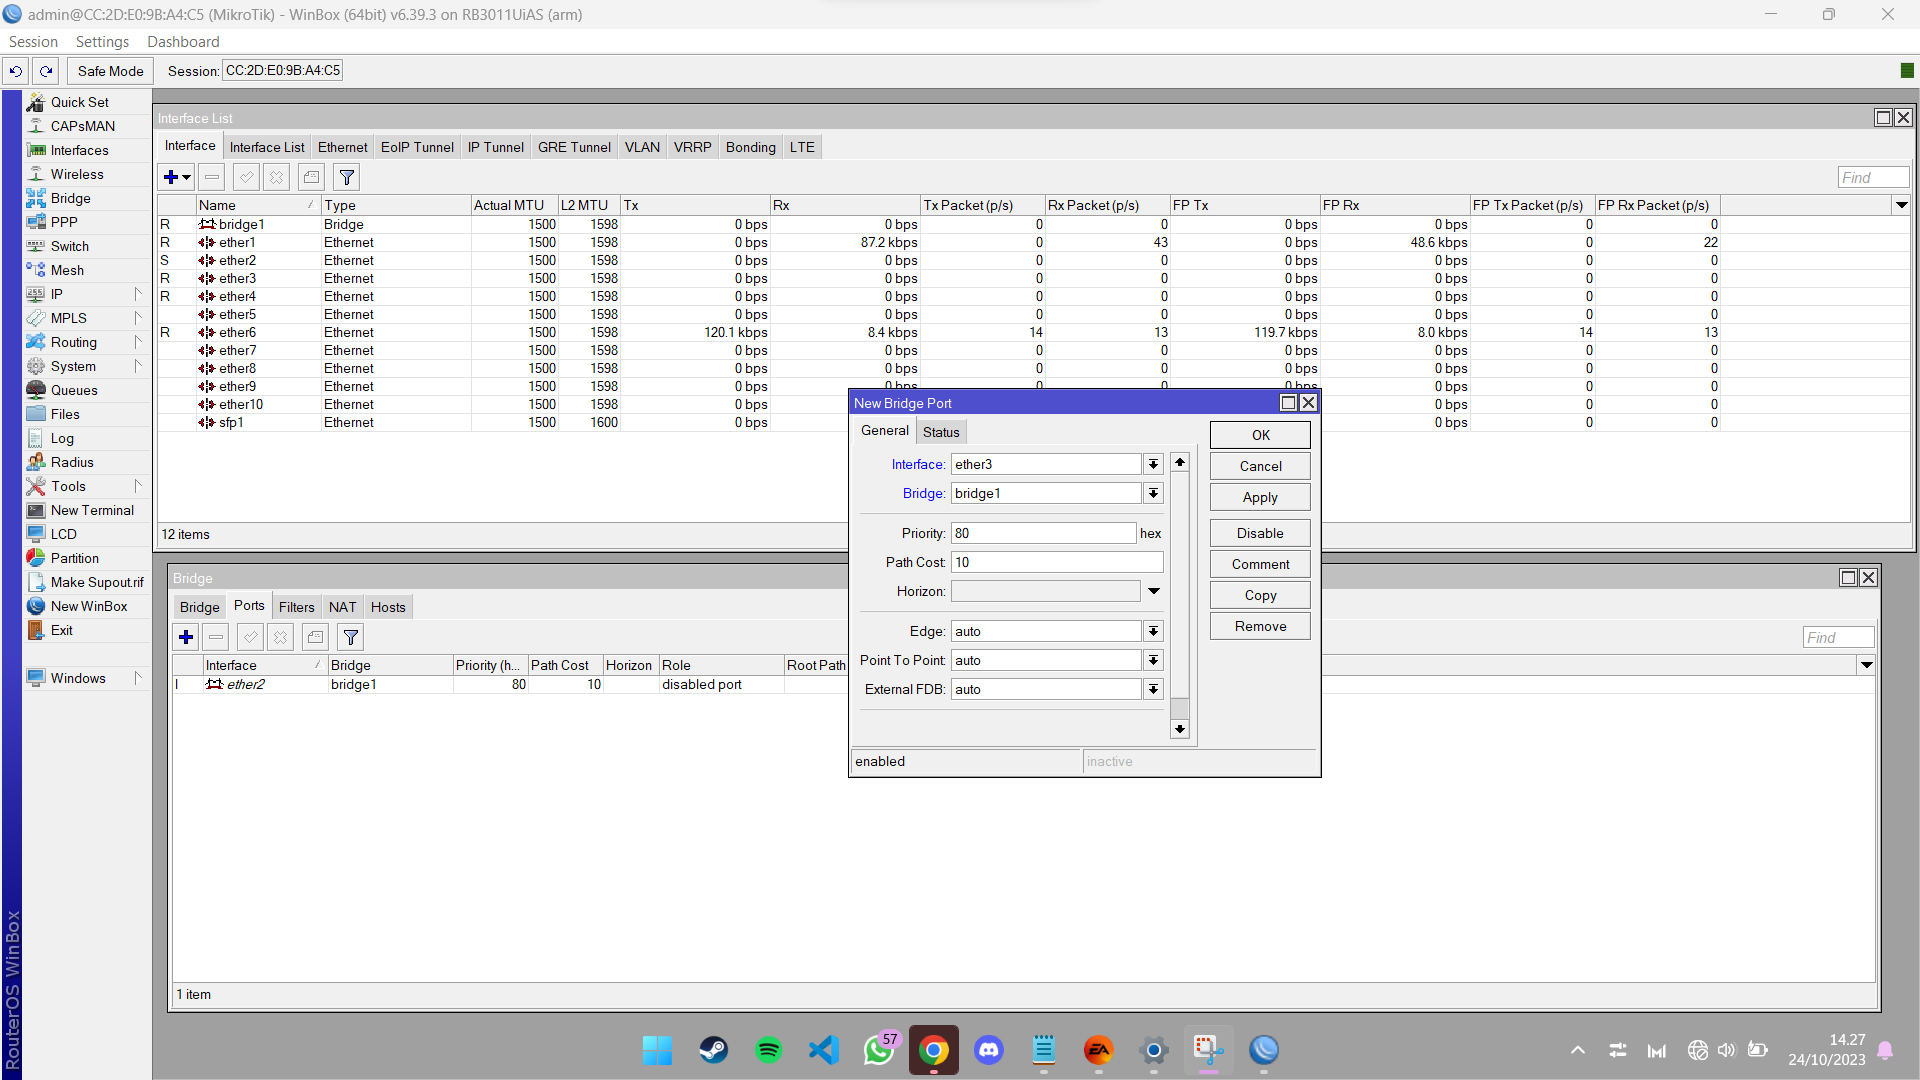 admin@CC:2D:E0:9B:A4:C5 (MikroTik) - WinBox (64bit) v6.39.3 on RB3011UiAS (arm)
Session Settings Dashboard
Safe Mode Session: CC:2D:E0:9B:A4:C5
Quick Set
CAPsMAN
Interfaces
Wireless
Bridge
PPP
Switch
Mesh
IP
MPLS
Routing
System
Queues
Files
Log
Radius
Tools
New Terminal
LCD
Partition
Make Supout.rif
New WinBox
Exit
Windows
RouterOS WinBox
Interface List
Interface Interface List Ethernet EoIP Tunnel IP Tunnel GRE Tunnel VLAN VRRP Bonding LTE
Find
Name Type Actual MTU L2 MTU Tx Rx Tx Packet (p/s) Rx Packet (p/s) FP Tx FP Rx FP Tx Packet (p/s) FP Rx Packet (p/s)
R bridge1 Bridge 1500 1598 0 bps 0 bps 0 0 0 bps 0 bps 0 0
R ether1 Ethernet 1500 1598 0 bps 87.2 kbps 0 43 0 bps 48.6 kbps 0 22
S ether2 Ethernet 1500 1598 0 bps 0 bps 0 0 0 bps 0 bps 0 0
R ether3 Ethernet 1500 1598 0 bps 0 bps 0 0 0 bps 0 bps 0 0
R ether4 Ethernet 1500 1598 0 bps 0 bps 0 0 0 bps 0 bps 0 0
ether5 Ethernet 1500 1598 0 bps 0 bps 0 0 0 bps 0 bps 0 0
R ether6 Ethernet 1500 1598 120.1 kbps 8.4 kbps 14 13 119.7 kbps 8.0 kbps 14 13
ether7 Ethernet 1500 1598 0 bps 0 bps 0 0 0 bps 0 bps 0 0
ether8 Ethernet 1500 1598 0 bps 0 bps 0 0 0 bps 0 bps 0 0
ether9 Ethernet 1500 1598 0 bps 0 bps 0 0 0 bps 0 bps 0 0
ether10 Ethernet 1500 1598 0 bps 0 bps 0 0
sfp1 Ethernet 1500 1600 0 bps 0 bps 0 0
12 items
New Bridge Port
General Status
Interface: ether3
Bridge: bridge1
Priority: 80 hex
Path Cost: 10
Horizon:
Edge: auto
Point To Point: auto
External FDB: auto
enabled inactive
OK
Cancel
Apply
Disable
Comment
Copy
Remove
Bridge
Bridge Ports Filters NAT Hosts
Find
Interface Bridge Priority (h... Path Cost Horizon Role Root Path
I ether2 bridge1 80 10 disabled port
1 item
57
EA
14.27
24/10/2023